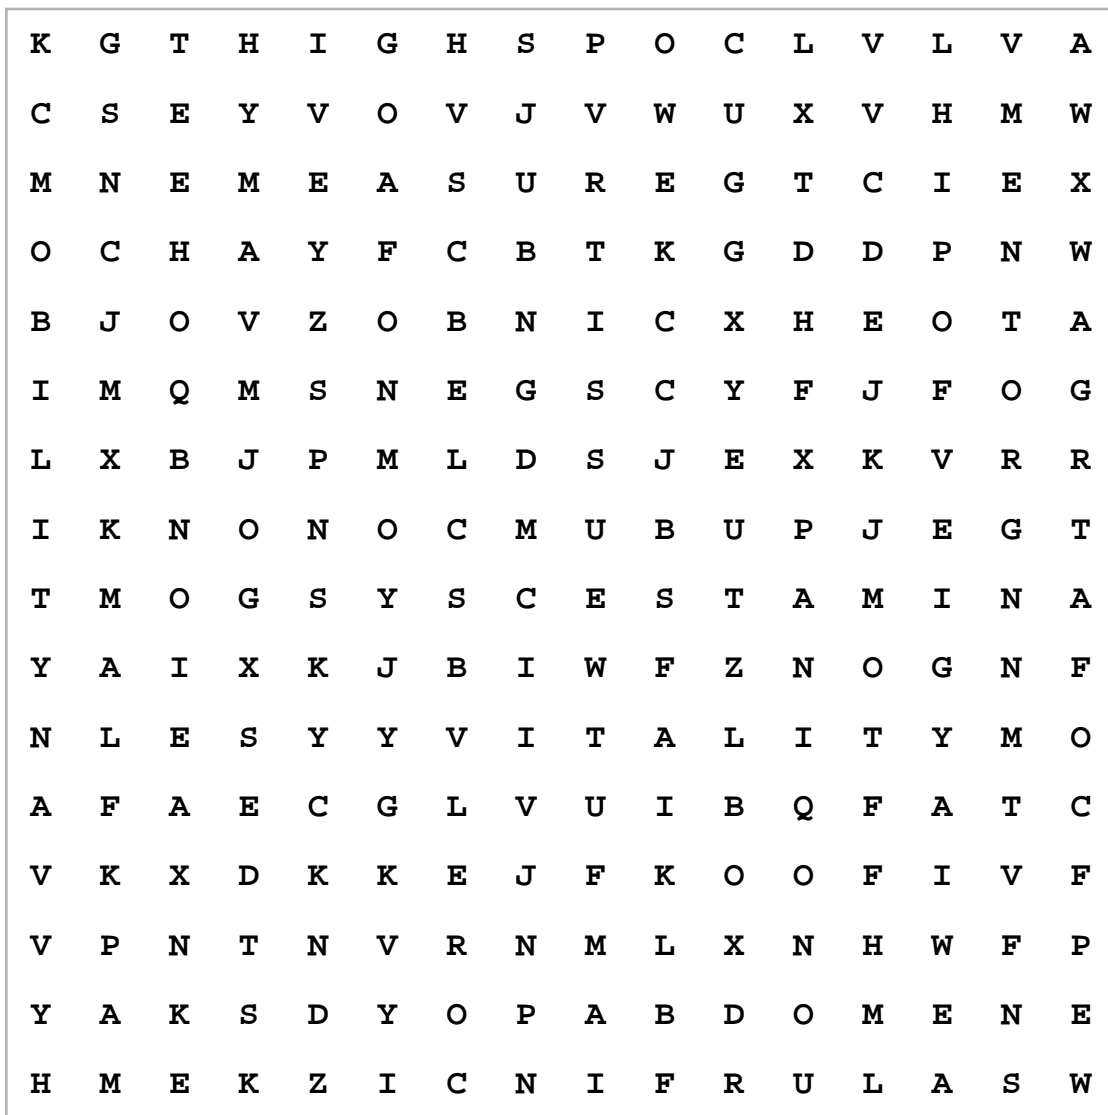 K G T H I G H S P O C L V L V A
C S E Y V O V J V W U X V H M W
M N E M E A S U R E G T C I E X
O C H A Y F C B T K G D D P N W
B J O V Z O B N I C X H E O T A
I M Q M S N E G S C Y F J F O G
L X B J P M L D S J E X K V R R
I K N O N O C M U B U P J E G T
T M O G S Y S C E S T A M I N A
Y A I X K J B I W F Z N O G N F
N L E S Y Y V I T A L I T Y M O
A F A E C G L V U I B Q F A T C
V K X D K K E J F K O O F I V F
V P N T N V R N M L X N H W F P
Y A K S D Y O P A B D O M E N E
H M E K Z I C N I F R U L A S W